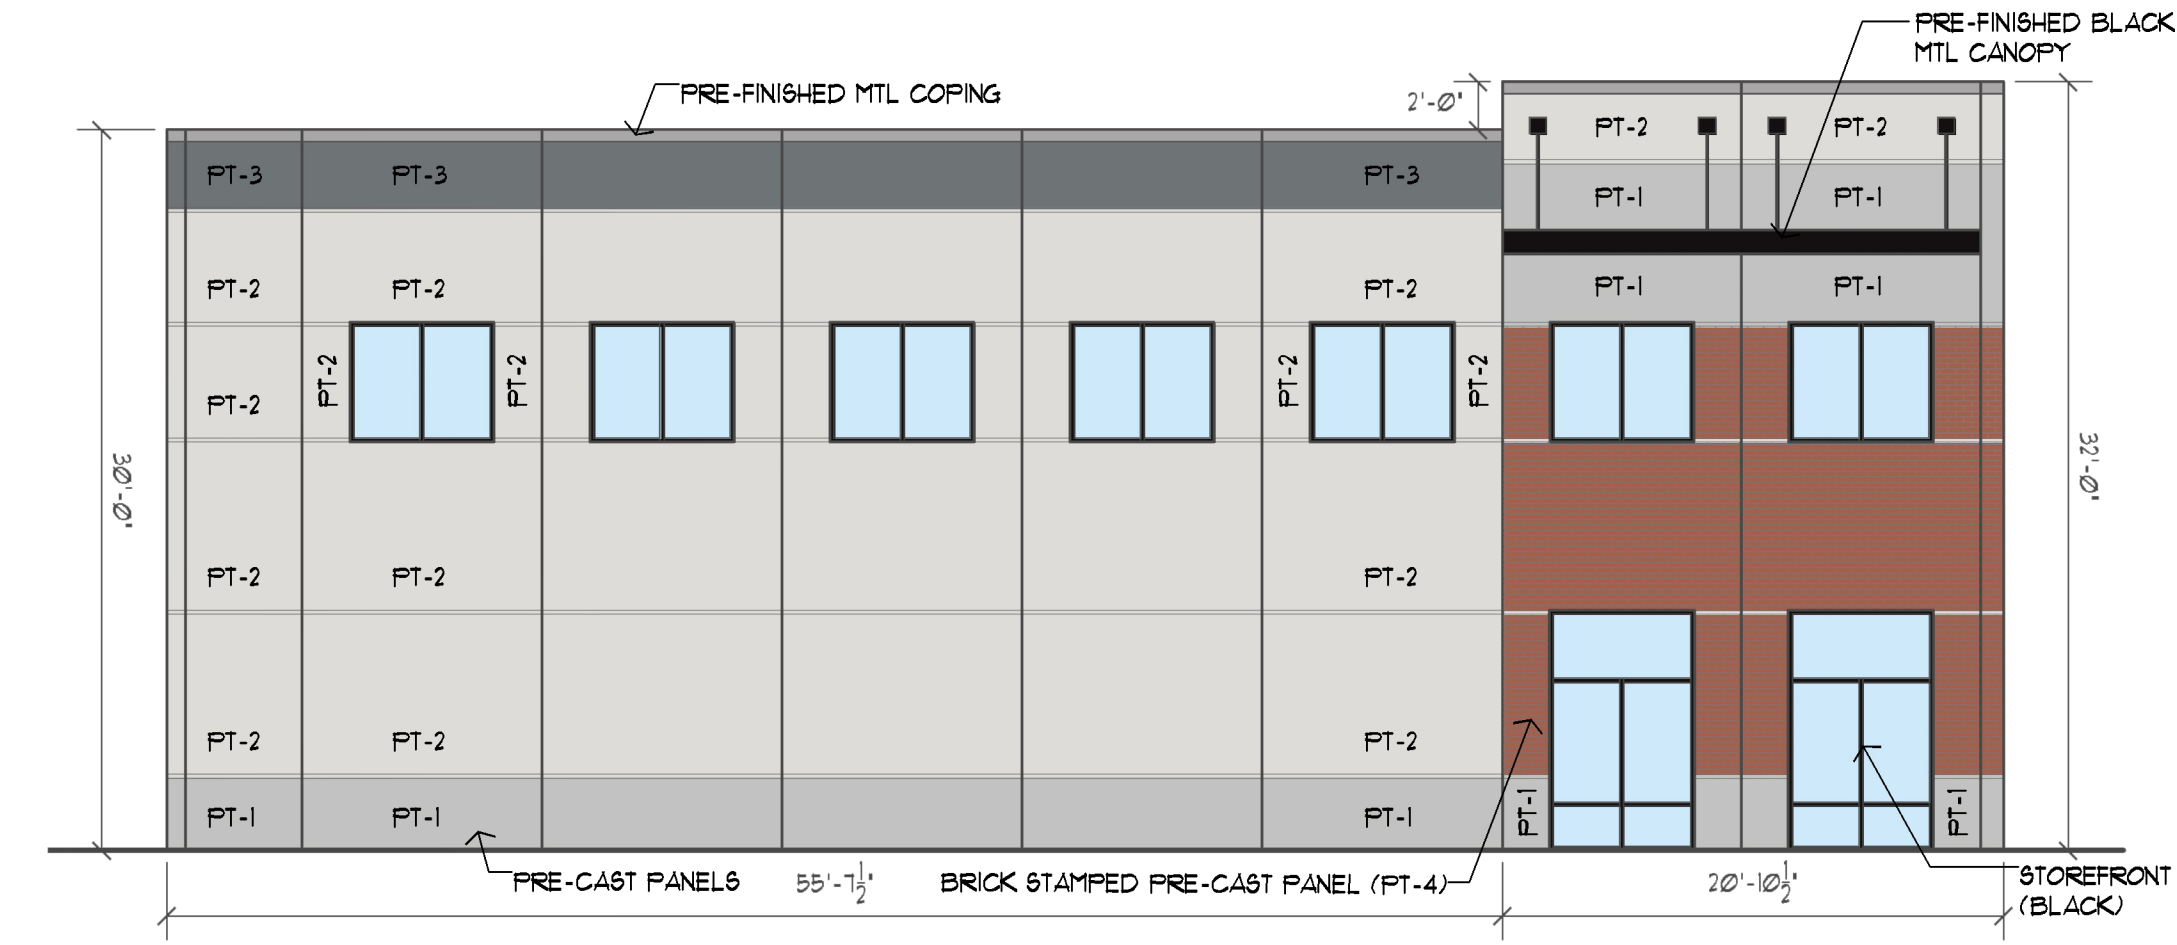 PRE-FINISHED BLACK
MTL CANOPY
PRE-FINISHED MTL COPING
2'-0"
PT-2 PT-2
PT-3 PT-3 PT-3
PT-1 PT-1
PT-2 PT-2 PT-2
PT-1 PT-1
PT-2 PT-2 PT-2 PT-2
PT-2
30'-0"
32'-0"
PT-2 PT-2 PT-2
PT-2 PT-2 PT-2
PT-1 PT-1 PT-1
PT-1 PT-1
PRE-CAST PANELS
55'-7 1/2"
BRICK STAMPED PRE-CAST PANEL (PT-4)
20'-10 1/2"
STOREFRONT
(BLACK)